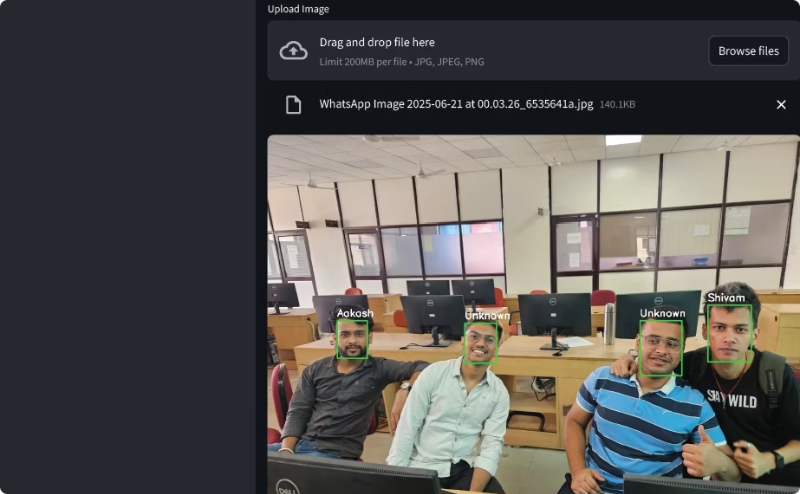 Upload Image
Drag and drop file here
Limit 200MB per file • JPG, JPEG, PNG
Browse files
WhatsApp Image 2025-06-21 at 00.03.26_6535641a.jpg 140.1KB
Aakash
Unknown
Unknown
Shivam
STAY WILD
DELL